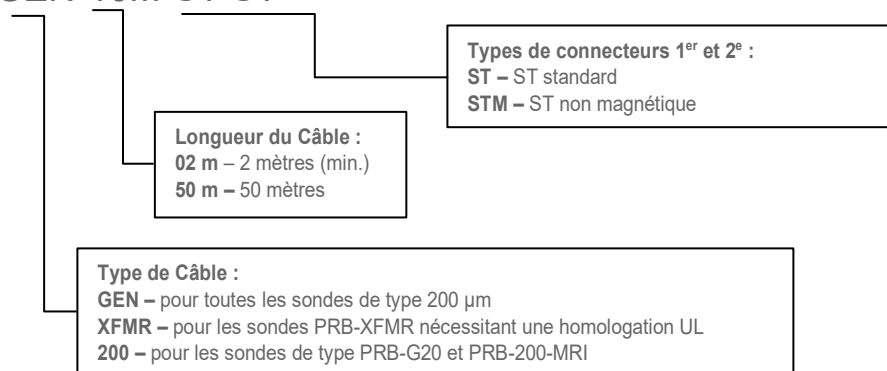 Types de connecteurs 1er et 2e :
ST – ST standard
STM – ST non magnétique
Longueur du Câble :
02 m – 2 mètres (min.)
50 m – 50 mètres
Type de Câble :
GEN – pour toutes les sondes de type 200 µm
XFMR – pour les sondes PRB-XFMR nécessitant une homologation UL
200 – pour les sondes de type PRB-G20 et PRB-200-MRI